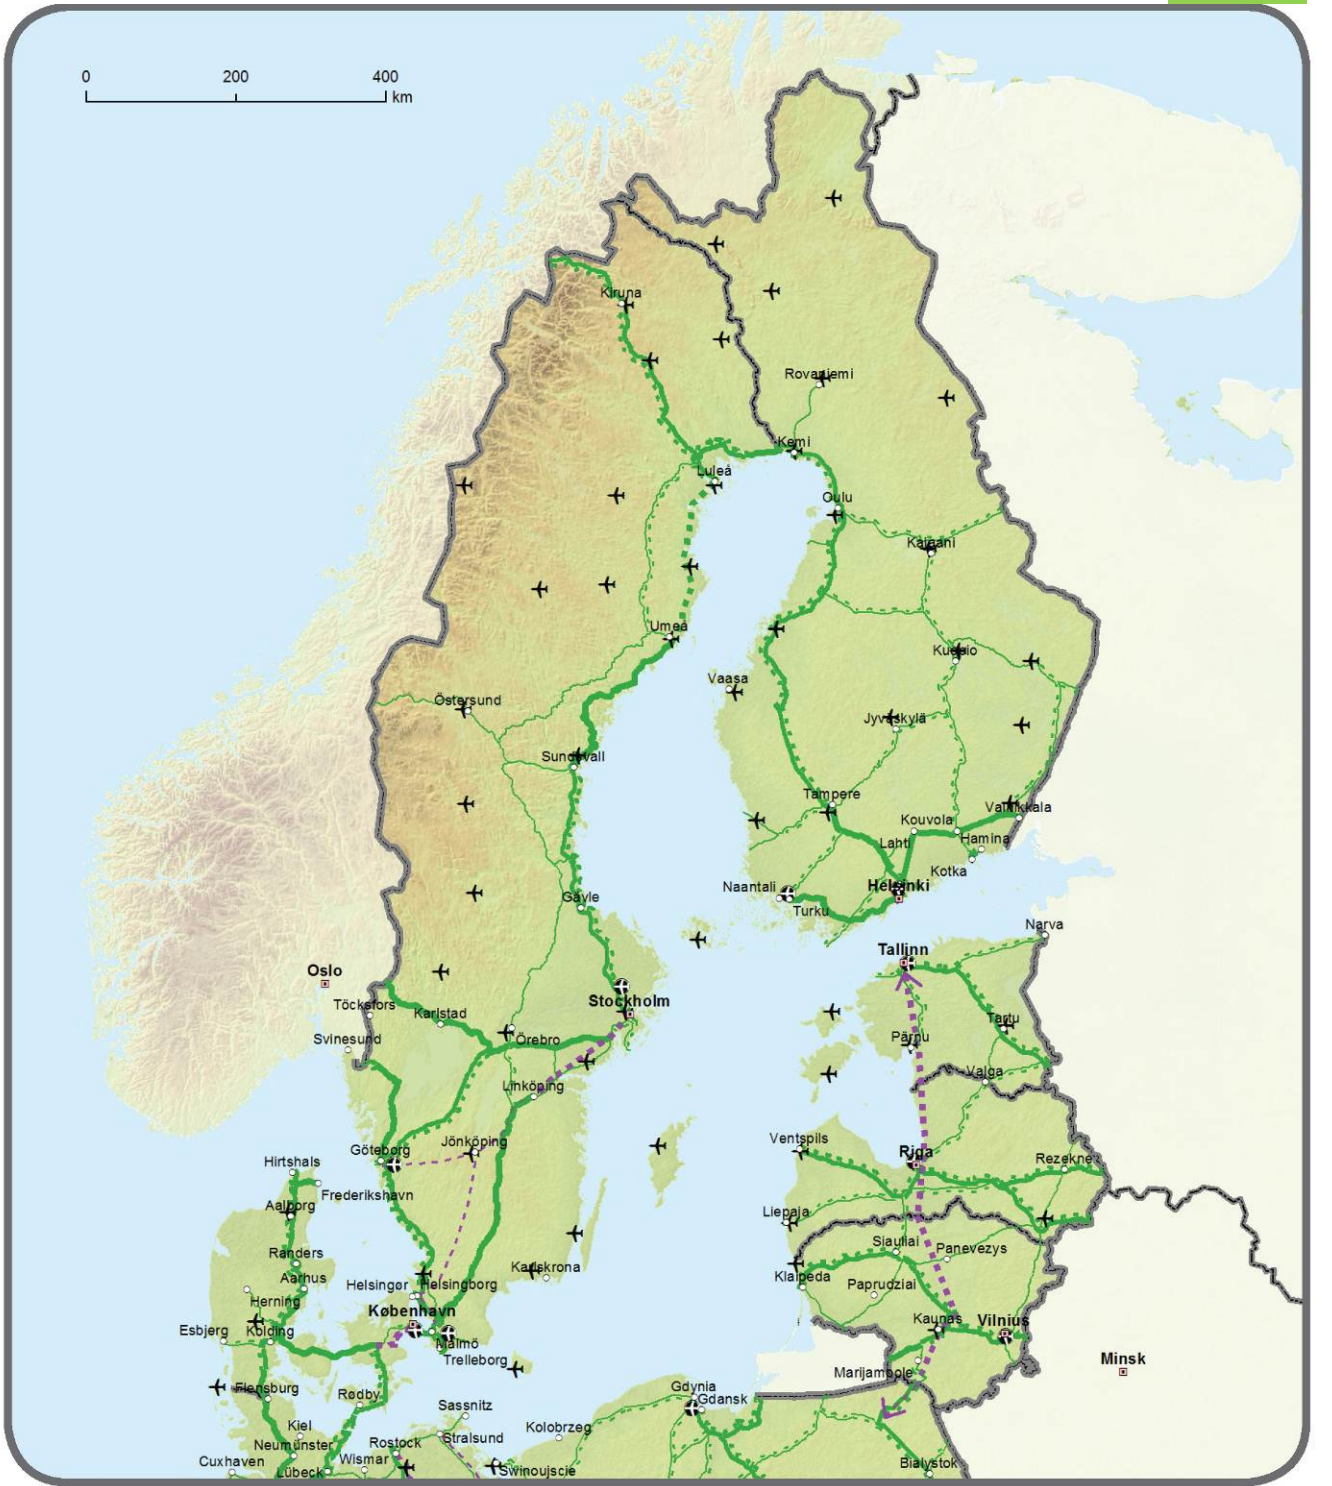 0 200 400
km
Kiruna
Rovaniemi
Kemi
Luleå
Oulu
Kajaani
Umeå
Kuopio
Vaasa
Östersund
Jyväskylä
Sundsvall
Tampere
Vainikkala
Kouvola
Lahti
Hamina
Kotka
Naantali
Helsinki
Gävle
Turku
Narva
Tallinn
Oslo
Stockholm
Töcksfors
Karlstad
Tartu
Svinesund
Örebro
Pärnu
Linköping
Valga
Ventspils
Jönköping
Göteborg
Riga
Rezekne
Hirtshals
Frederikshavn
Aalborg
Liepaja
Siauliai
Panevezys
Randers
Karlskrona
Aarhus
Helsingør
Helsingborg
Klaipeda
Paprudziai
Herning
København
Kaunas
Vilnius
Esbjerg
Kolding
Malmö
Trelleborg
Minsk
Marijampole
Flensburg
Rødby
Gdynia
Gdansk
Sassnitz
Kiel
Kolobrzeg
Stralsund
Neumünster
Rostock
Cuxhaven
Wismar
Bialystok
Lübeck
Swinoujscie